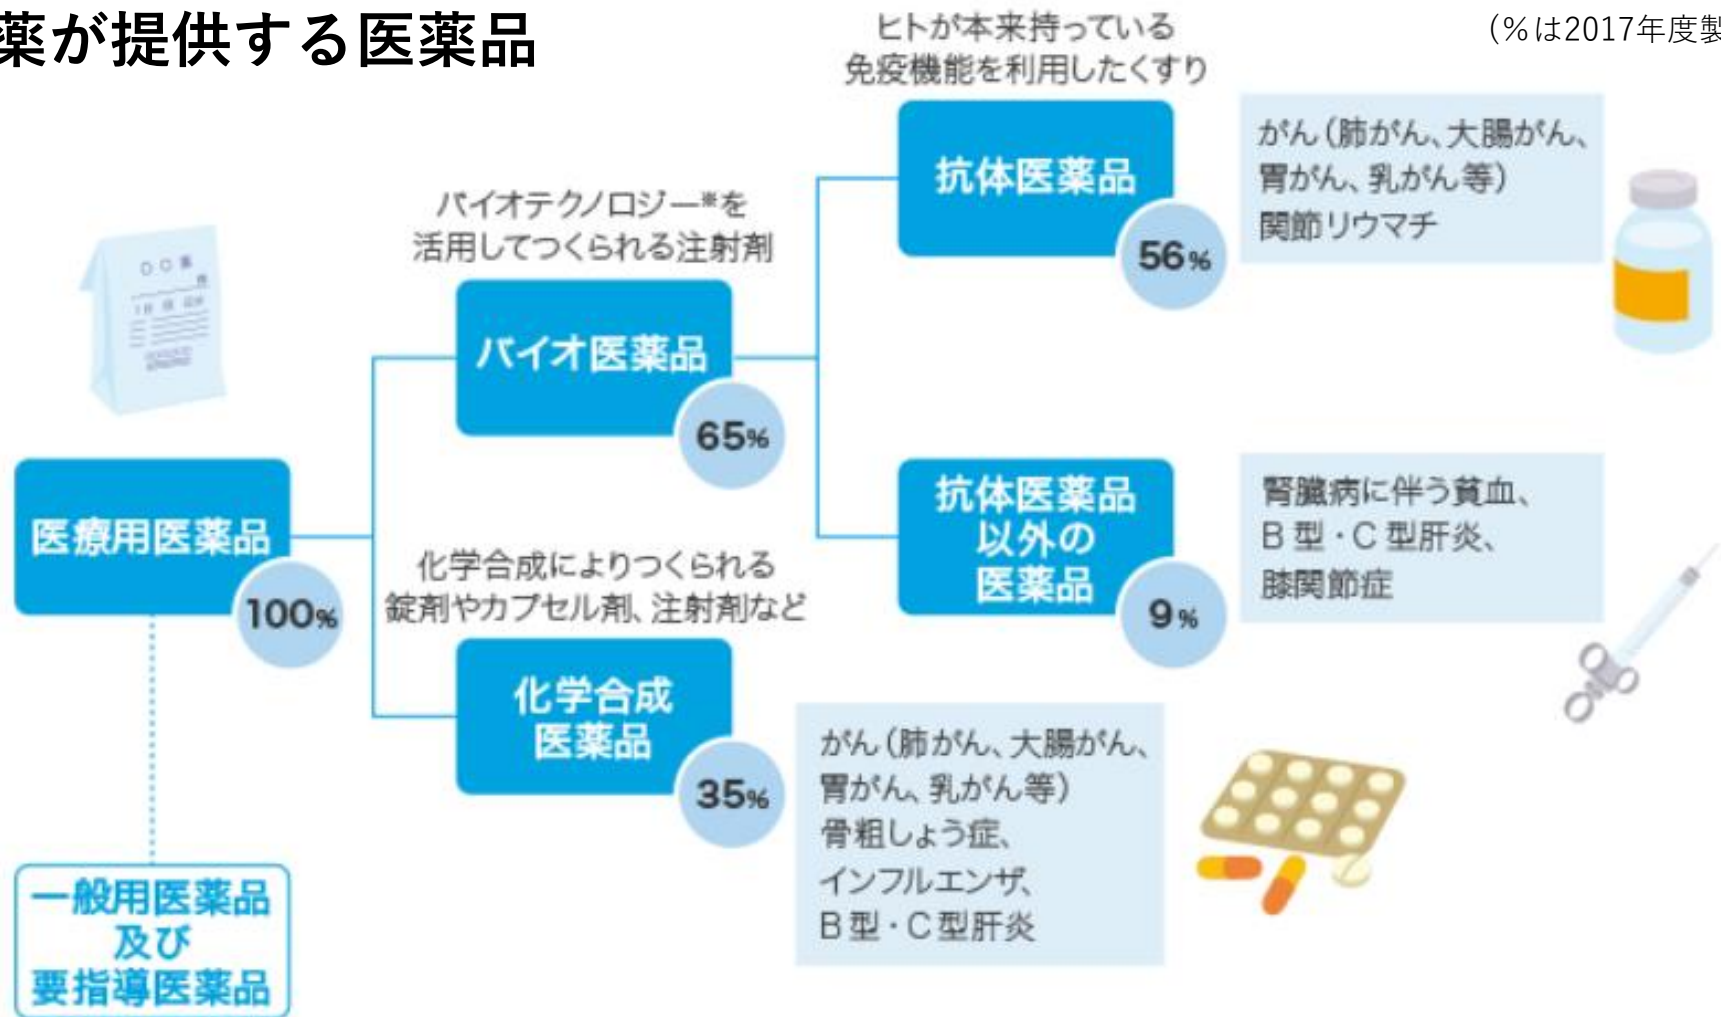 薬が提供する医薬品
(%は2017年度製
ヒトが本来持っている
免疫機能を利用したくすり
抗体医薬品
56%
がん(肺がん、大腸がん、
胃がん、乳がん等)
関節リウマチ
バイオテクノロジー※を
活用してつくられる注射剤
バイオ医薬品
65%
医療用医薬品
100%
抗体医薬品
以外の
医薬品
9%
腎臓病に伴う貧血、
B型・C型肝炎、
膝関節症
化学合成によりつくられる
錠剤やカプセル剤、注射剤など
化学合成
医薬品
35%
がん(肺がん、大腸がん、
胃がん、乳がん等)
骨粗しょう症、
インフルエンザ、
B型・C型肝炎
一般用医薬品
及び
要指導医薬品